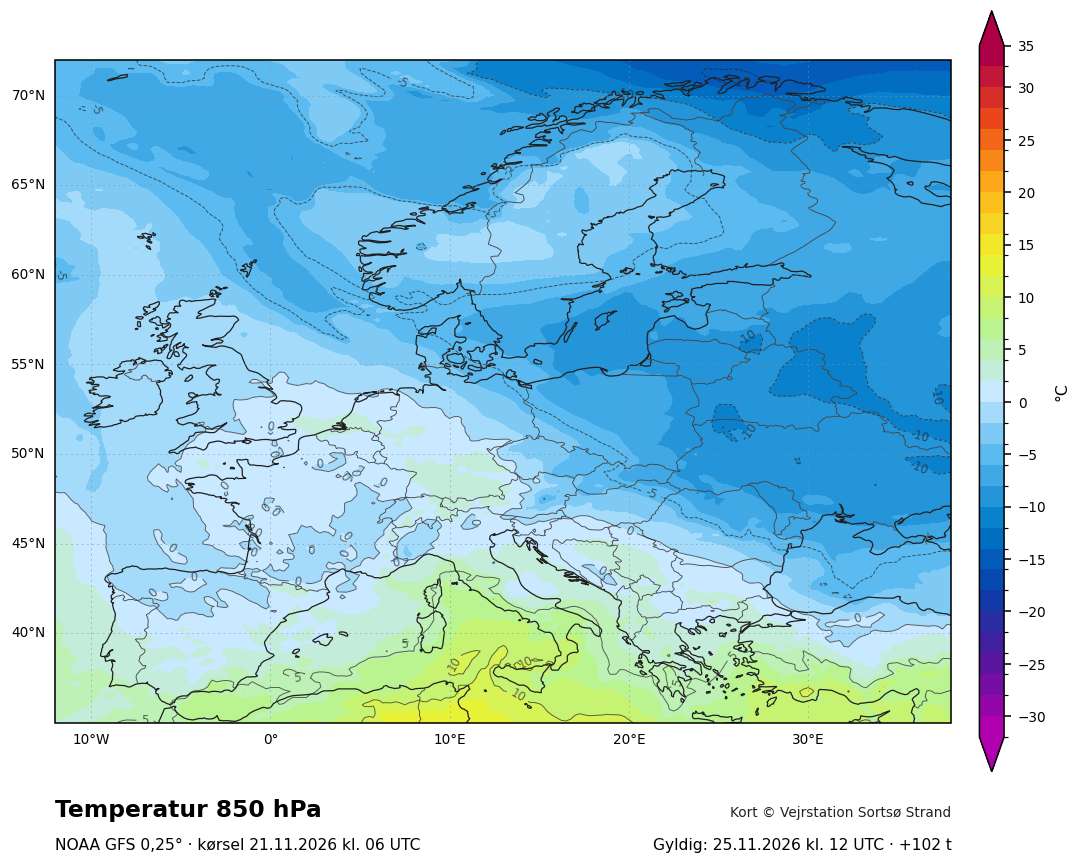 70°N
65°N
60°N
55°N
50°N
45°N
40°N
10°W 0° 10°E 20°E 30°E
35
30
25
20
15
10
5
0
−5
−10
−15
−20
−25
−30
°C
Temperatur 850 hPa
Kort © Vejrstation Sortsø Strand
NOAA GFS 0,25° · kørsel 21.11.2026 kl. 06 UTC
Gyldig: 25.11.2026 kl. 12 UTC · +102 t